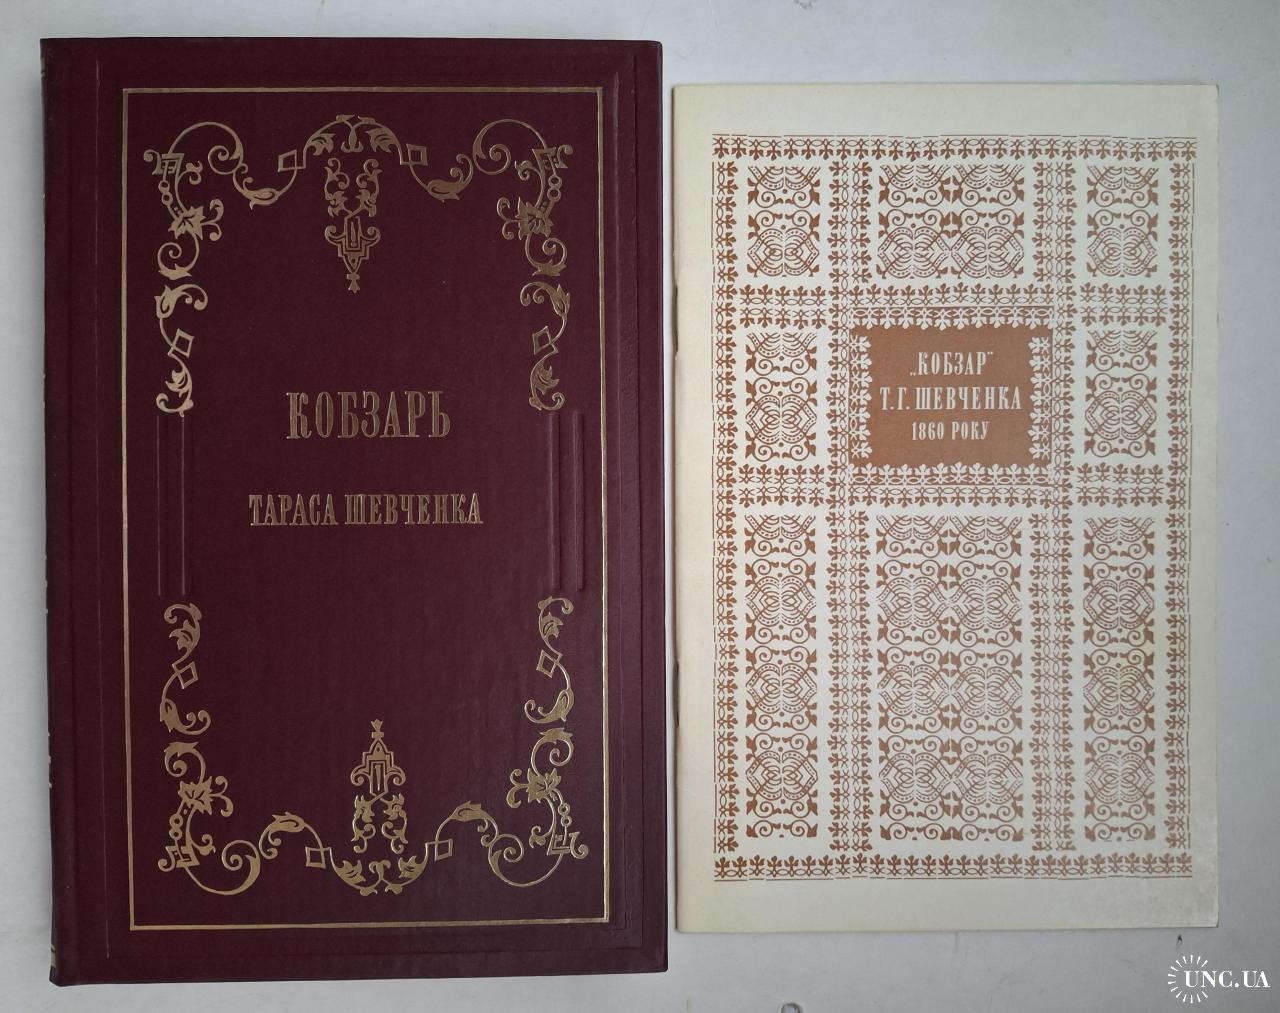 КОБЗАРЬ
ТАРАСА ШЕВЧЕНКА
„КОБЗАР“
Т.Г. ШЕВЧЕНКА
1860 РОКУ
UNC.UA